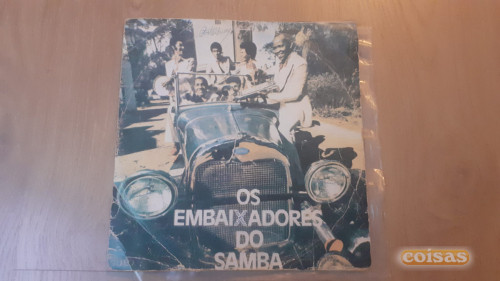 OS
EMBAIXADORES
DO
SAMBA
coisas